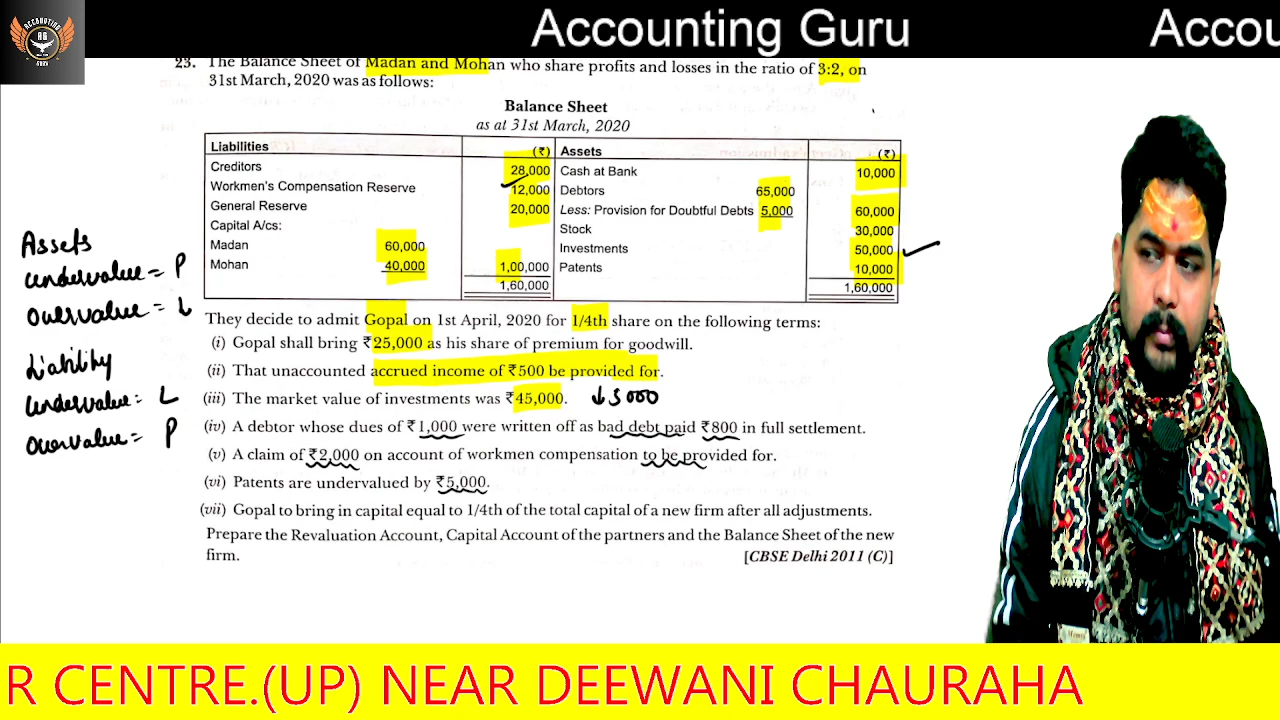 Accounting Guru
Accou
ACCOUNTING
AG
GURU
23. The Balance Sheet of Madan and Mohan who share profits and losses in the ratio of 3:2, on
31st March, 2020 was as follows:
Balance Sheet
as at 31st March, 2020
Liabilities (₹) Assets (₹)
Creditors 28,000 Cash at Bank 10,000
Workmen's Compensation Reserve 12,000 Debtors 65,000
General Reserve 20,000 Less: Provision for Doubtful Debts 5,000 60,000
Capital A/cs: Stock 30,000
Madan 60,000 Investments 50,000
Mohan 40,000 1,00,000 Patents 10,000
1,60,000 1,60,000
Assets
undervalue = P
overvalue = L
Liability
undervalue = L
overvalue = P
They decide to admit Gopal on 1st April, 2020 for 1/4th share on the following terms:
(i) Gopal shall bring ₹25,000 as his share of premium for goodwill.
(ii) That unaccounted accrued income of ₹500 be provided for.
(iii) The market value of investments was ₹45,000. ↓5000
(iv) A debtor whose dues of ₹1,000 were written off as bad debt paid ₹800 in full settlement.
(v) A claim of ₹2,000 on account of workmen compensation to be provided for.
(vi) Patents are undervalued by ₹5,000.
(vii) Gopal to bring in capital equal to 1/4th of the total capital of a new firm after all adjustments.
Prepare the Revaluation Account, Capital Account of the partners and the Balance Sheet of the new
firm. [CBSE Delhi 2011 (C)]
R CENTRE.(UP) NEAR DEEWANI CHAURAHA